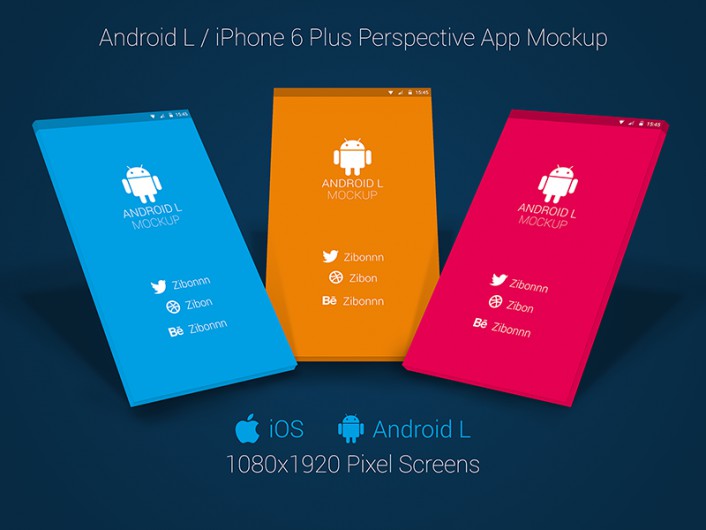 Android L / iPhone 6 Plus Perspective App Mockup
15:45
ANDROID L
MOCKUP
Zibonnn
Zibon
Bē Zibonnn
15:45
ANDROID L
MOCKUP
Zibonnn
Zibon
Bē Zibonnn
15:45
ANDROID L
MOCKUP
Zibonnn
Zibon
Bē Zibonnn
iOS
Android L
1080x1920 Pixel Screens